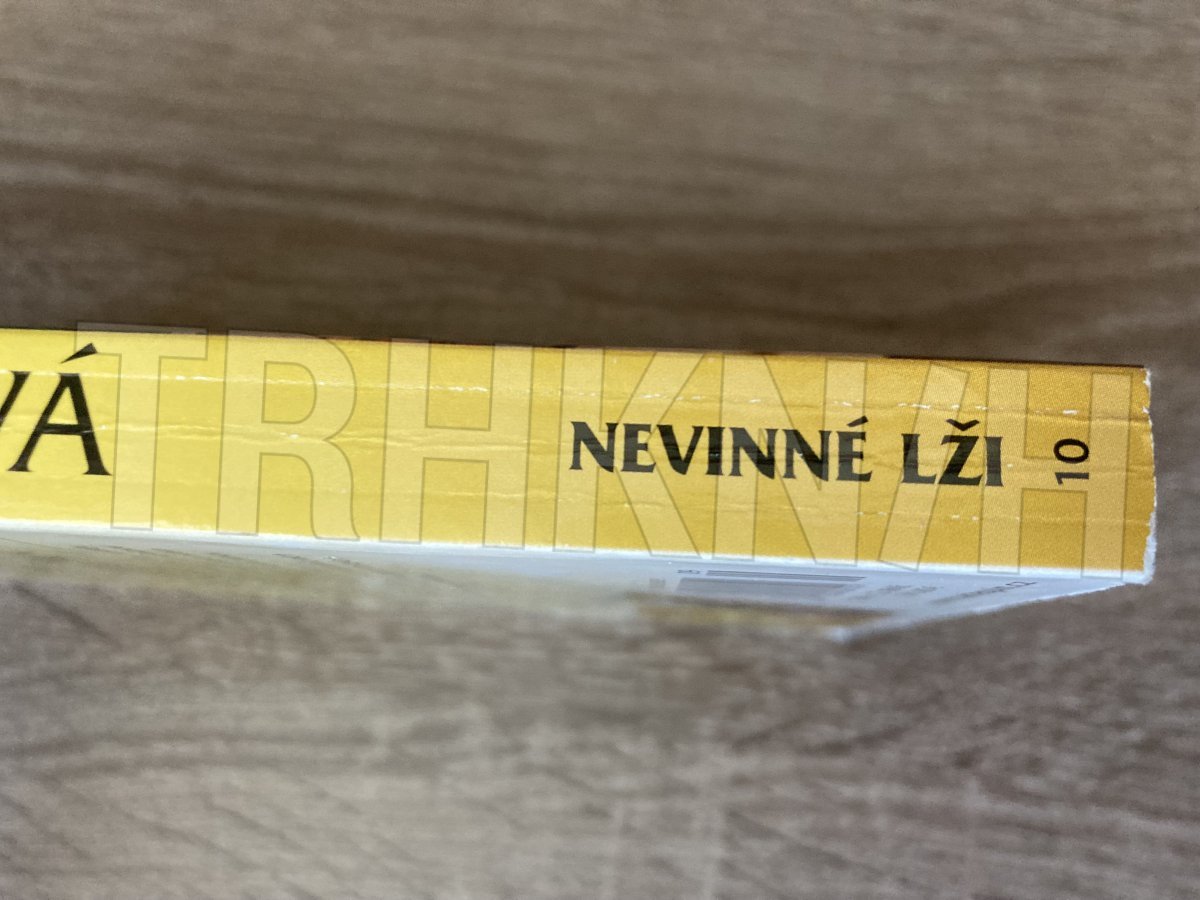 VÁ
NEVINNÉ LŽI
10
TRHKNIH